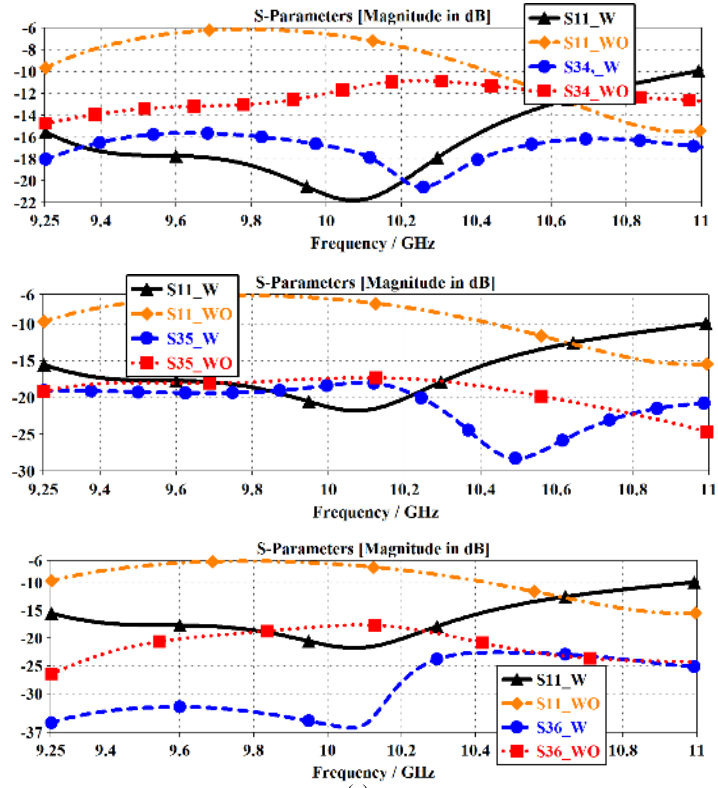 S-Parameters [Magnitude in dB]
-6
-8
-10
-12
-14
-16
-18
-20
-22
S11_W
S11_WO
S34,_W
S34_WO
9.25 9,4 9,6 9,8 10 10,2 10,4 10,6 10,8 11
Frequency / GHz
S-Parameters [Magnitude in dB]
-6
-10
-15
-20
-25
-30
S11_W
S11_WO
S35_W
S35_WO
9.25 9.4 9.6 9.8 10 10.2 10.4 10.6 10.8 11
Frequency / GHz
S-Parameters [Magnitude in dB]
-6
-10
-15
-20
-25
-30
-37
S11_W
S11_WO
S36_W
S36_WO
9.25 9.4 9.6 9.8 10 10.2 10.4 10.8 11
Frequency / GHz